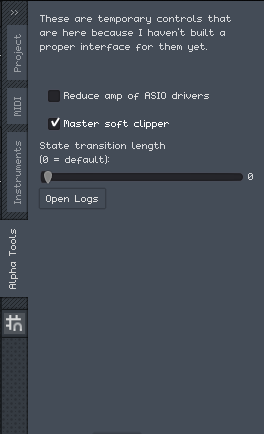 >>
Project
MIDI
Instruments
Alpha Tools
These are temporary controls that
are here because I haven't built a
proper interface for them yet.
Reduce amp of ASIO drivers
Master soft clipper
State transition length
(0 = default):
0
Open Logs